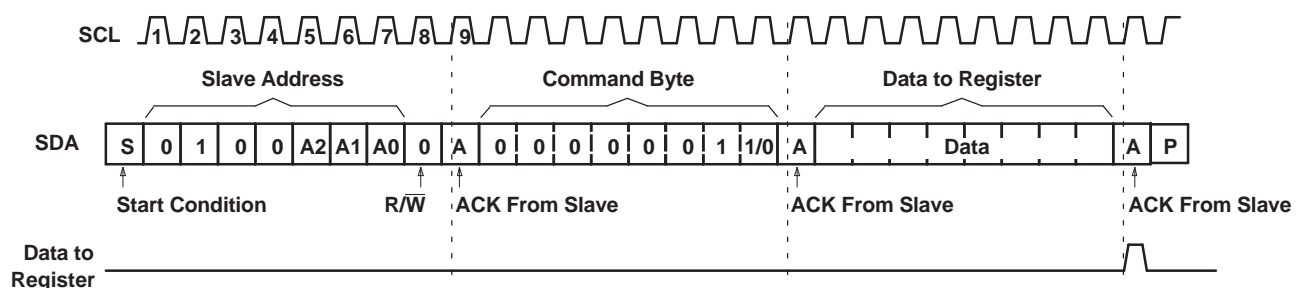 SCL 1 2 3 4 5 6 7 8 9
Slave Address Command Byte Data to Register
SDA S 0 1 0 0 A2 A1 A0 0 A 0 0 0 0 0 0 1 1/0 A Data A P
Start Condition R/W̅ ACK From Slave ACK From Slave ACK From Slave
Data to
Register